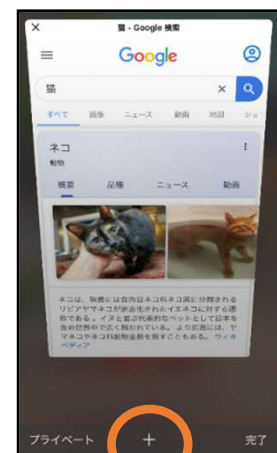 猫 - Google 検索
Google
猫
すべて 画像 ニュース 動画 地図 ショ
ネコ
動物
概要 品種 ニュース 動画
ネコは、狭義には食肉目ネコ科ネコ属に分類される
リビアヤマネコが家畜化されたイエネコに対する通
称である。イヌと並ぶ代表的なペットとして日本を
含め世界中で広く飼われている。より広義には、ヤ
マネコやネコ科動物全般を指すこともある。ウィキ
ペディア
プライベート 完了